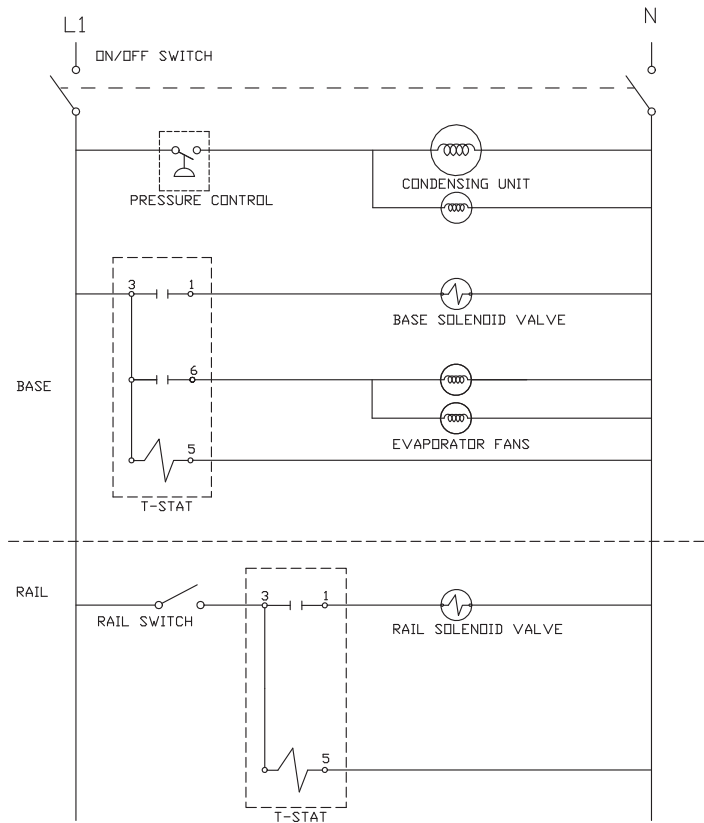 L1
N
ON/OFF SWITCH
PRESSURE CONTROL
CONDENSING UNIT
3
1
BASE SOLENOID VALVE
BASE
6
EVAPORATOR FANS
5
T-STAT
RAIL
RAIL SWITCH
3
1
RAIL SOLENOID VALVE
5
T-STAT